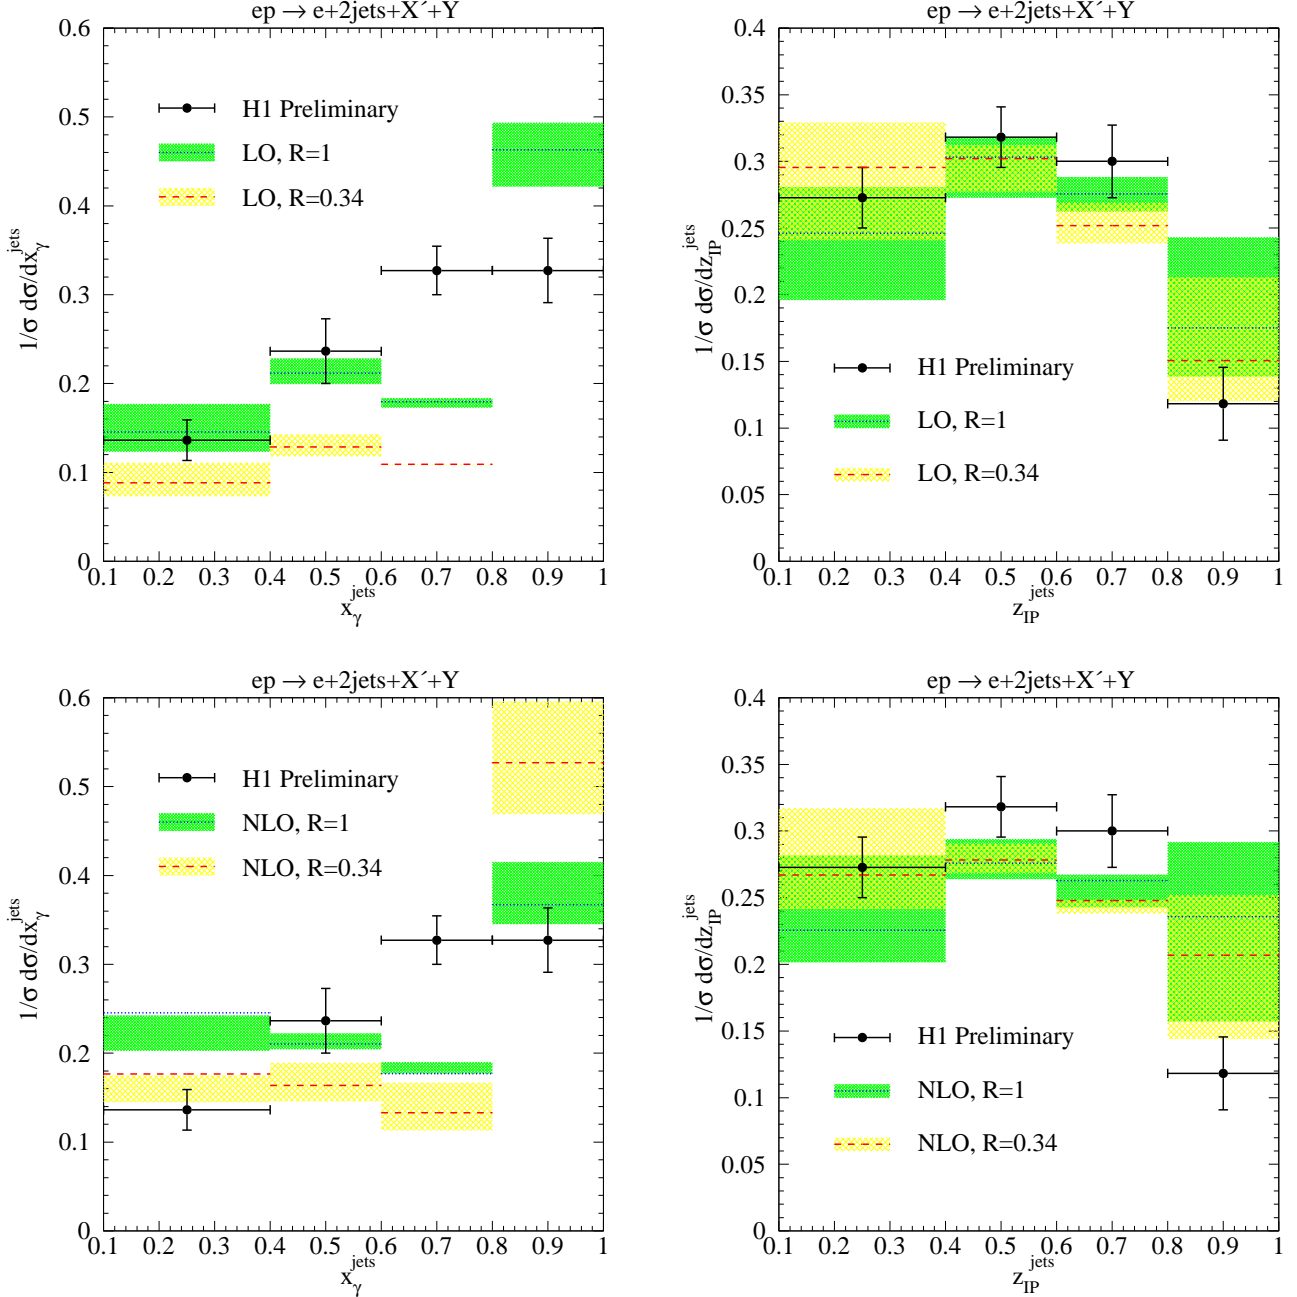 ep → e+2jets+X´+Y
1/σ dσ/dx_γ^jets
0.6
0.5
0.4
0.3
0.2
0.1
0
H1 Preliminary
LO, R=1
LO, R=0.34
0.1 0.2 0.3 0.4 0.5 0.6 0.7 0.8 0.9 1
x_γ^jets
ep → e+2jets+X´+Y
1/σ dσ/dz_IP^jets
0.4
0.35
0.3
0.25
0.2
0.15
0.1
0.05
0
H1 Preliminary
LO, R=1
LO, R=0.34
0.1 0.2 0.3 0.4 0.5 0.6 0.7 0.8 0.9 1
z_IP^jets
ep → e+2jets+X´+Y
1/σ dσ/dx_γ^jets
0.6
0.5
0.4
0.3
0.2
0.1
0
H1 Preliminary
NLO, R=1
NLO, R=0.34
0.1 0.2 0.3 0.4 0.5 0.6 0.7 0.8 0.9 1
x_γ^jets
ep → e+2jets+X´+Y
1/σ dσ/dz_IP^jets
0.4
0.35
0.3
0.25
0.2
0.15
0.1
0.05
0
H1 Preliminary
NLO, R=1
NLO, R=0.34
0.1 0.2 0.3 0.4 0.5 0.6 0.7 0.8 0.9 1
z_IP^jets